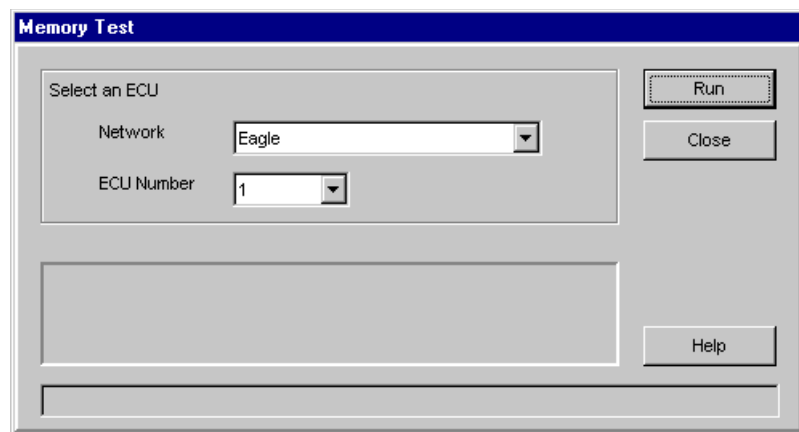 Memory Test
Select an ECU
Run
Network
Eagle
Close
ECU Number
1
Help